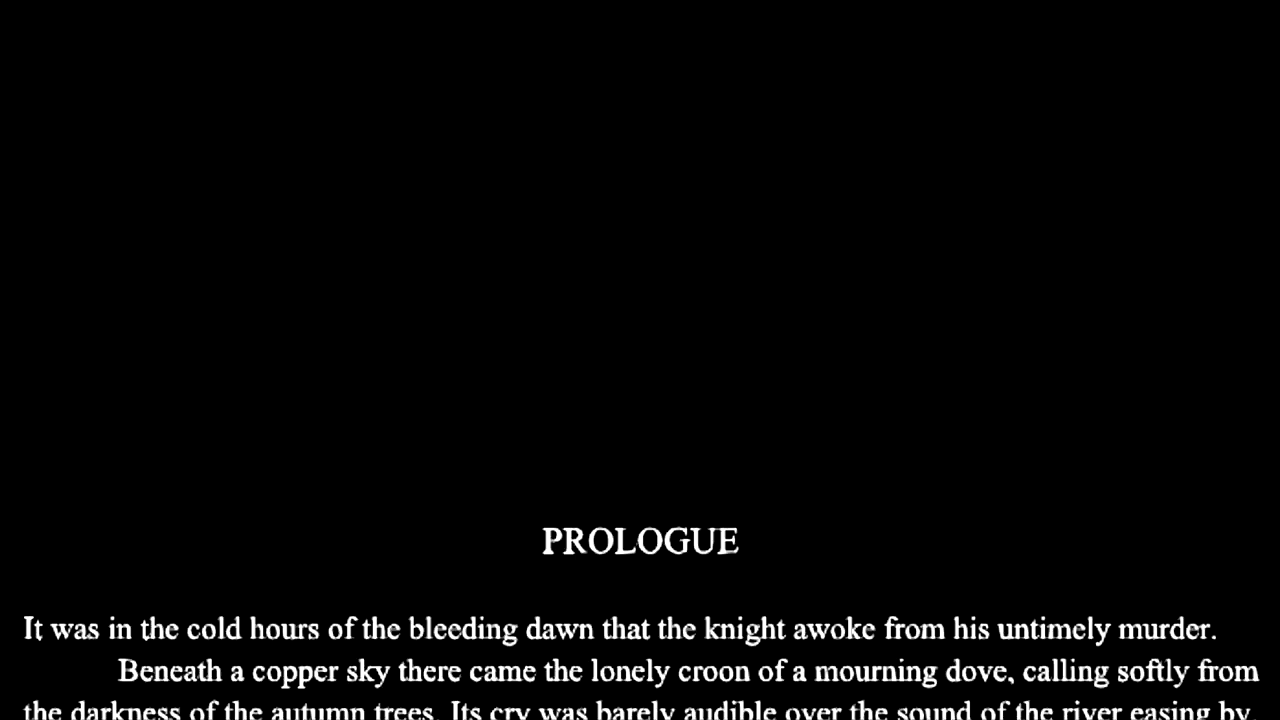 PROLOGUE
It was in the cold hours of the bleeding dawn that the knight awoke from his untimely murder.
Beneath a copper sky there came the lonely croon of a mourning dove, calling softly from
the darkness of the autumn trees. Its cry was barely audible over the sound of the river easing by.